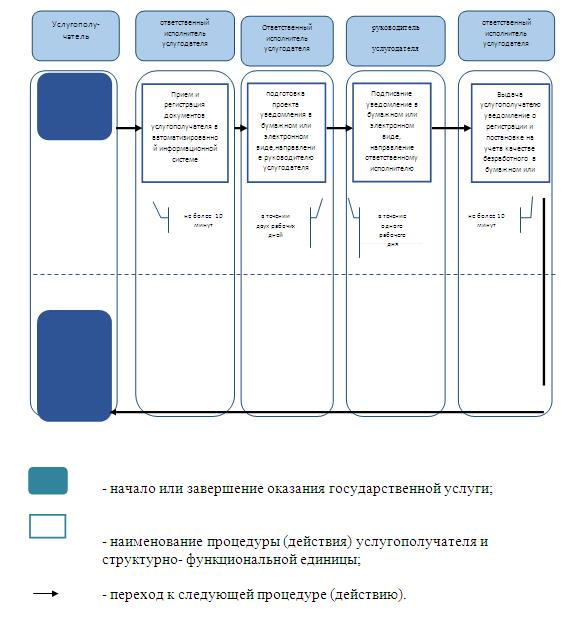 Услугополу-
чатель
ответственный
исполнитель
услугодателя
Ответственный
исполнитель
услугодателя
руководитель
услугодателя
ответственный
исполнитель
услугодателя
Прием и
регистрация
документов
услугополучателя в
автоматизированно
й информационной
системе
подготовка
проекта
уведомления в
бумажном или
электронном
виде,направлени
е руководителю
услугодателя
Подписание
уведомление в
бумажном или
электронном
виде,
направление
ответственному
исполнителю
Выдача
услугополучателю
уведомление о
регистрации и
постановке на
учет в качестве
безработного в
бумажном или
не более 10
минут
в течении
двух рабочих
дней
в течение
одного
рабочего
дня
не более 10
минут
- начало или завершение оказания государственной услуги;
- наименование процедуры (действия) услугополучателя и
структурно- функциональной единицы;
- переход к следующей процедуре (действию).